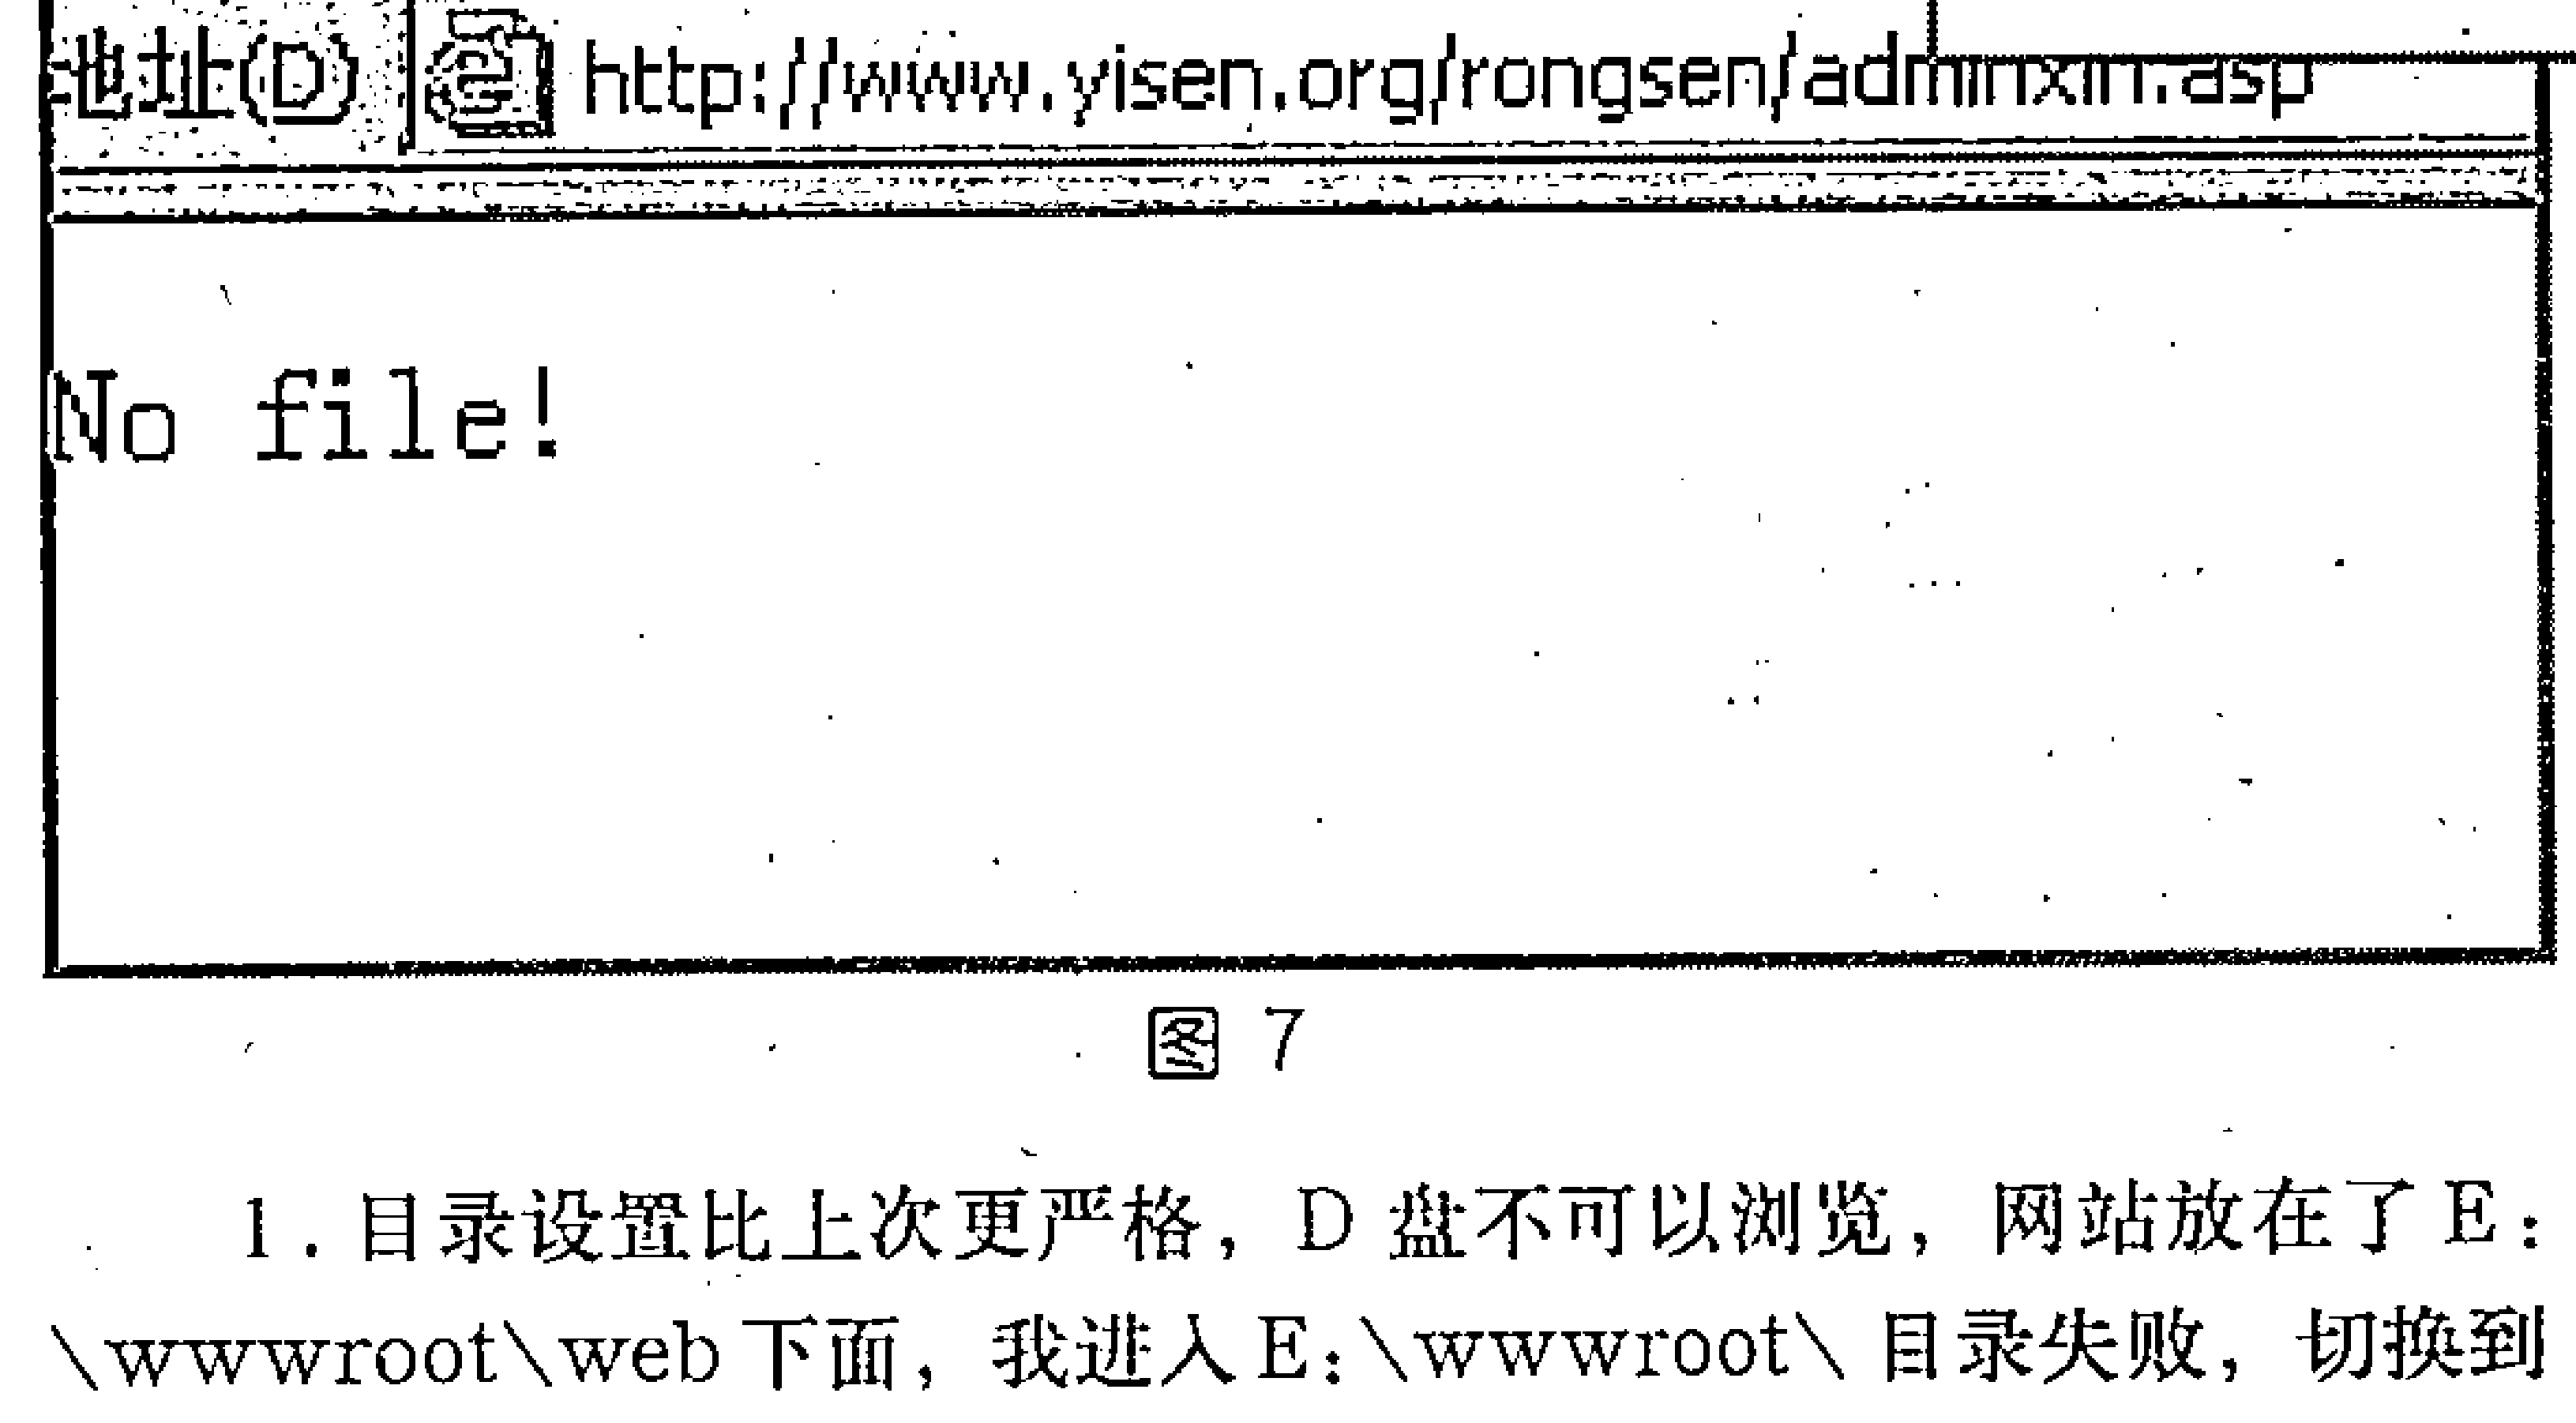 地址(D) http://www.yisen.org/rongsen/adminxin.asp
No file!
图 7
1.目录设置比上次更严格，D 盘不可以浏览，网站放在了 E：
\wwwroot\web 下面，我进入 E：\wwwroot\ 目录失败，切换到